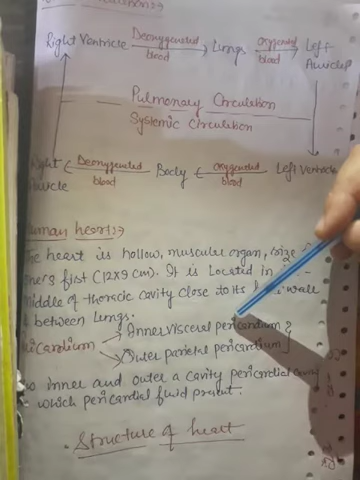 Right Ventricle Deoxygenated blood Lungs oxygenated blood Left Auricle
Pulmonary Circulation
Systemic Circulation
Right Auricle Deoxygenated blood Body oxygenated blood Left Ventricle
Human heart:→
The heart is hollow, muscular organ, size
fist (12x9 cm). It is Located in
middle of thoracic cavity close to its wall
& between lungs.
Pericardium Inner visceral pericardium
Outer parietal pericardium
inner and outer a cavity pericardial cavity
which pericardial fluid present.
Structure of heart